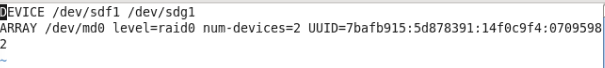 DEVICE /dev/sdf1 /dev/sdg1
ARRAY /dev/md0 level=raid0 num-devices=2 UUID=7bafb915:5d878391:14f0c9f4:0709598
2
~